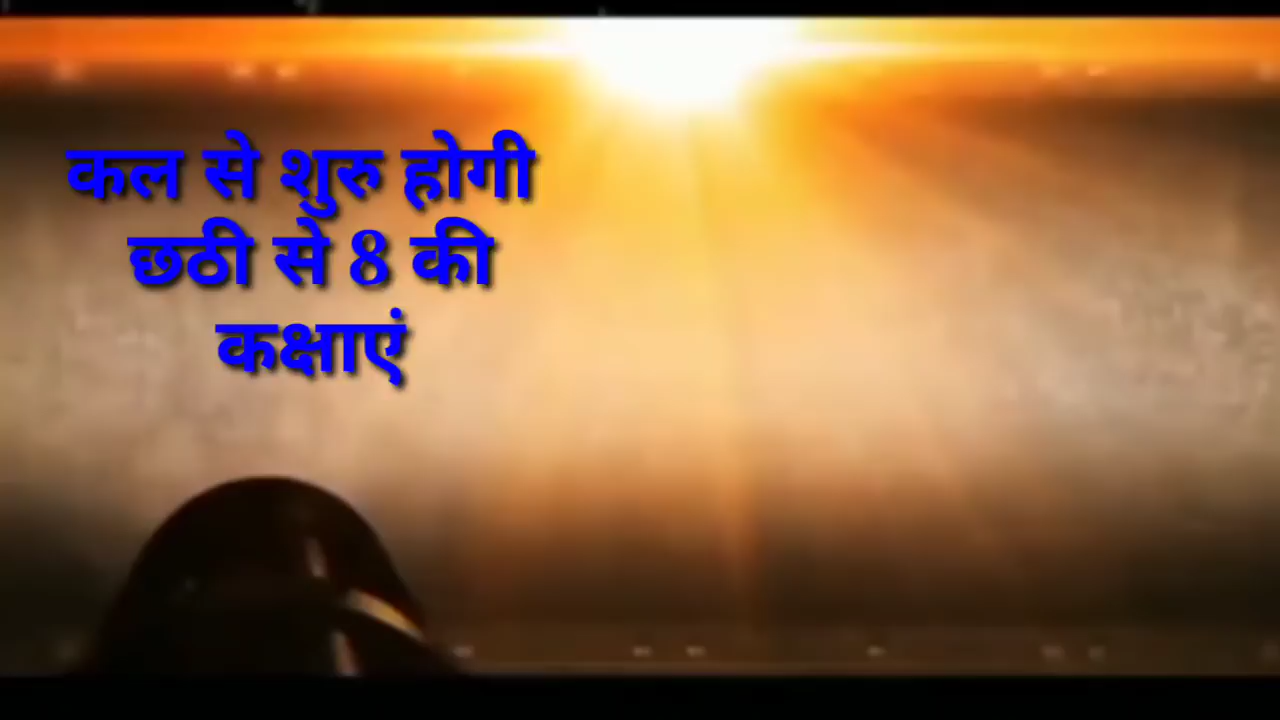 कल से शुरु होगी
छठी से 8 की
कक्षाएं